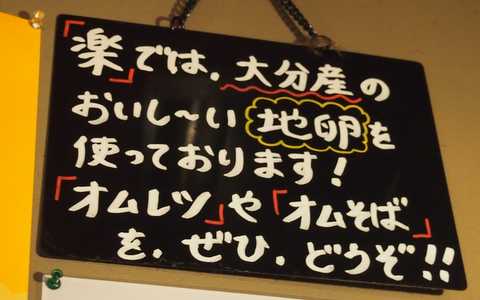 「楽」では、大分産の
おいし〜い地卵を
使っております!
「オムレツ」や「オムそば」
を、ぜひ、どうぞ!!